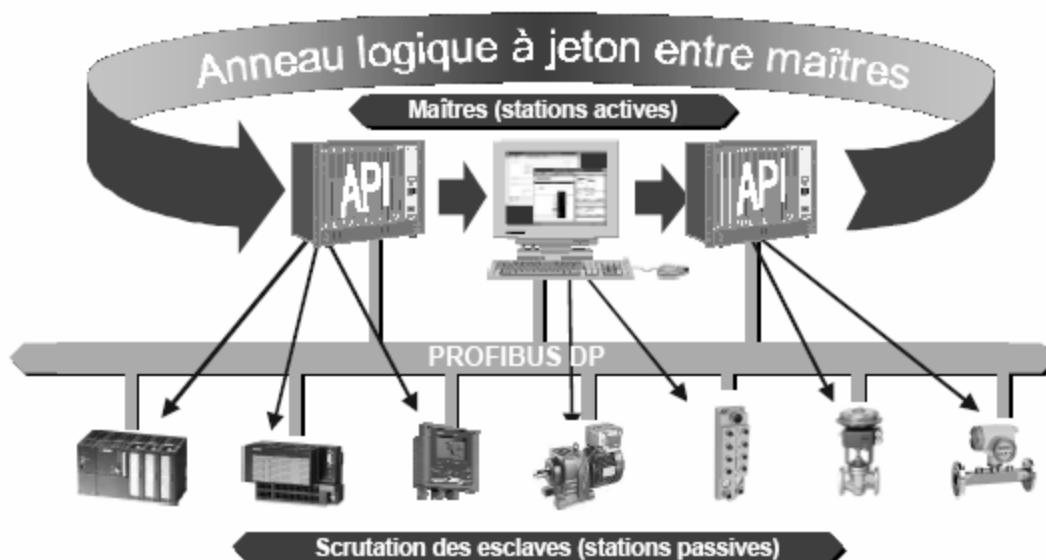 Anneau logique à jeton entre maîtres
Maîtres (stations actives)
API
API
PROFIBUS DP
Scrutation des esclaves (stations passives)